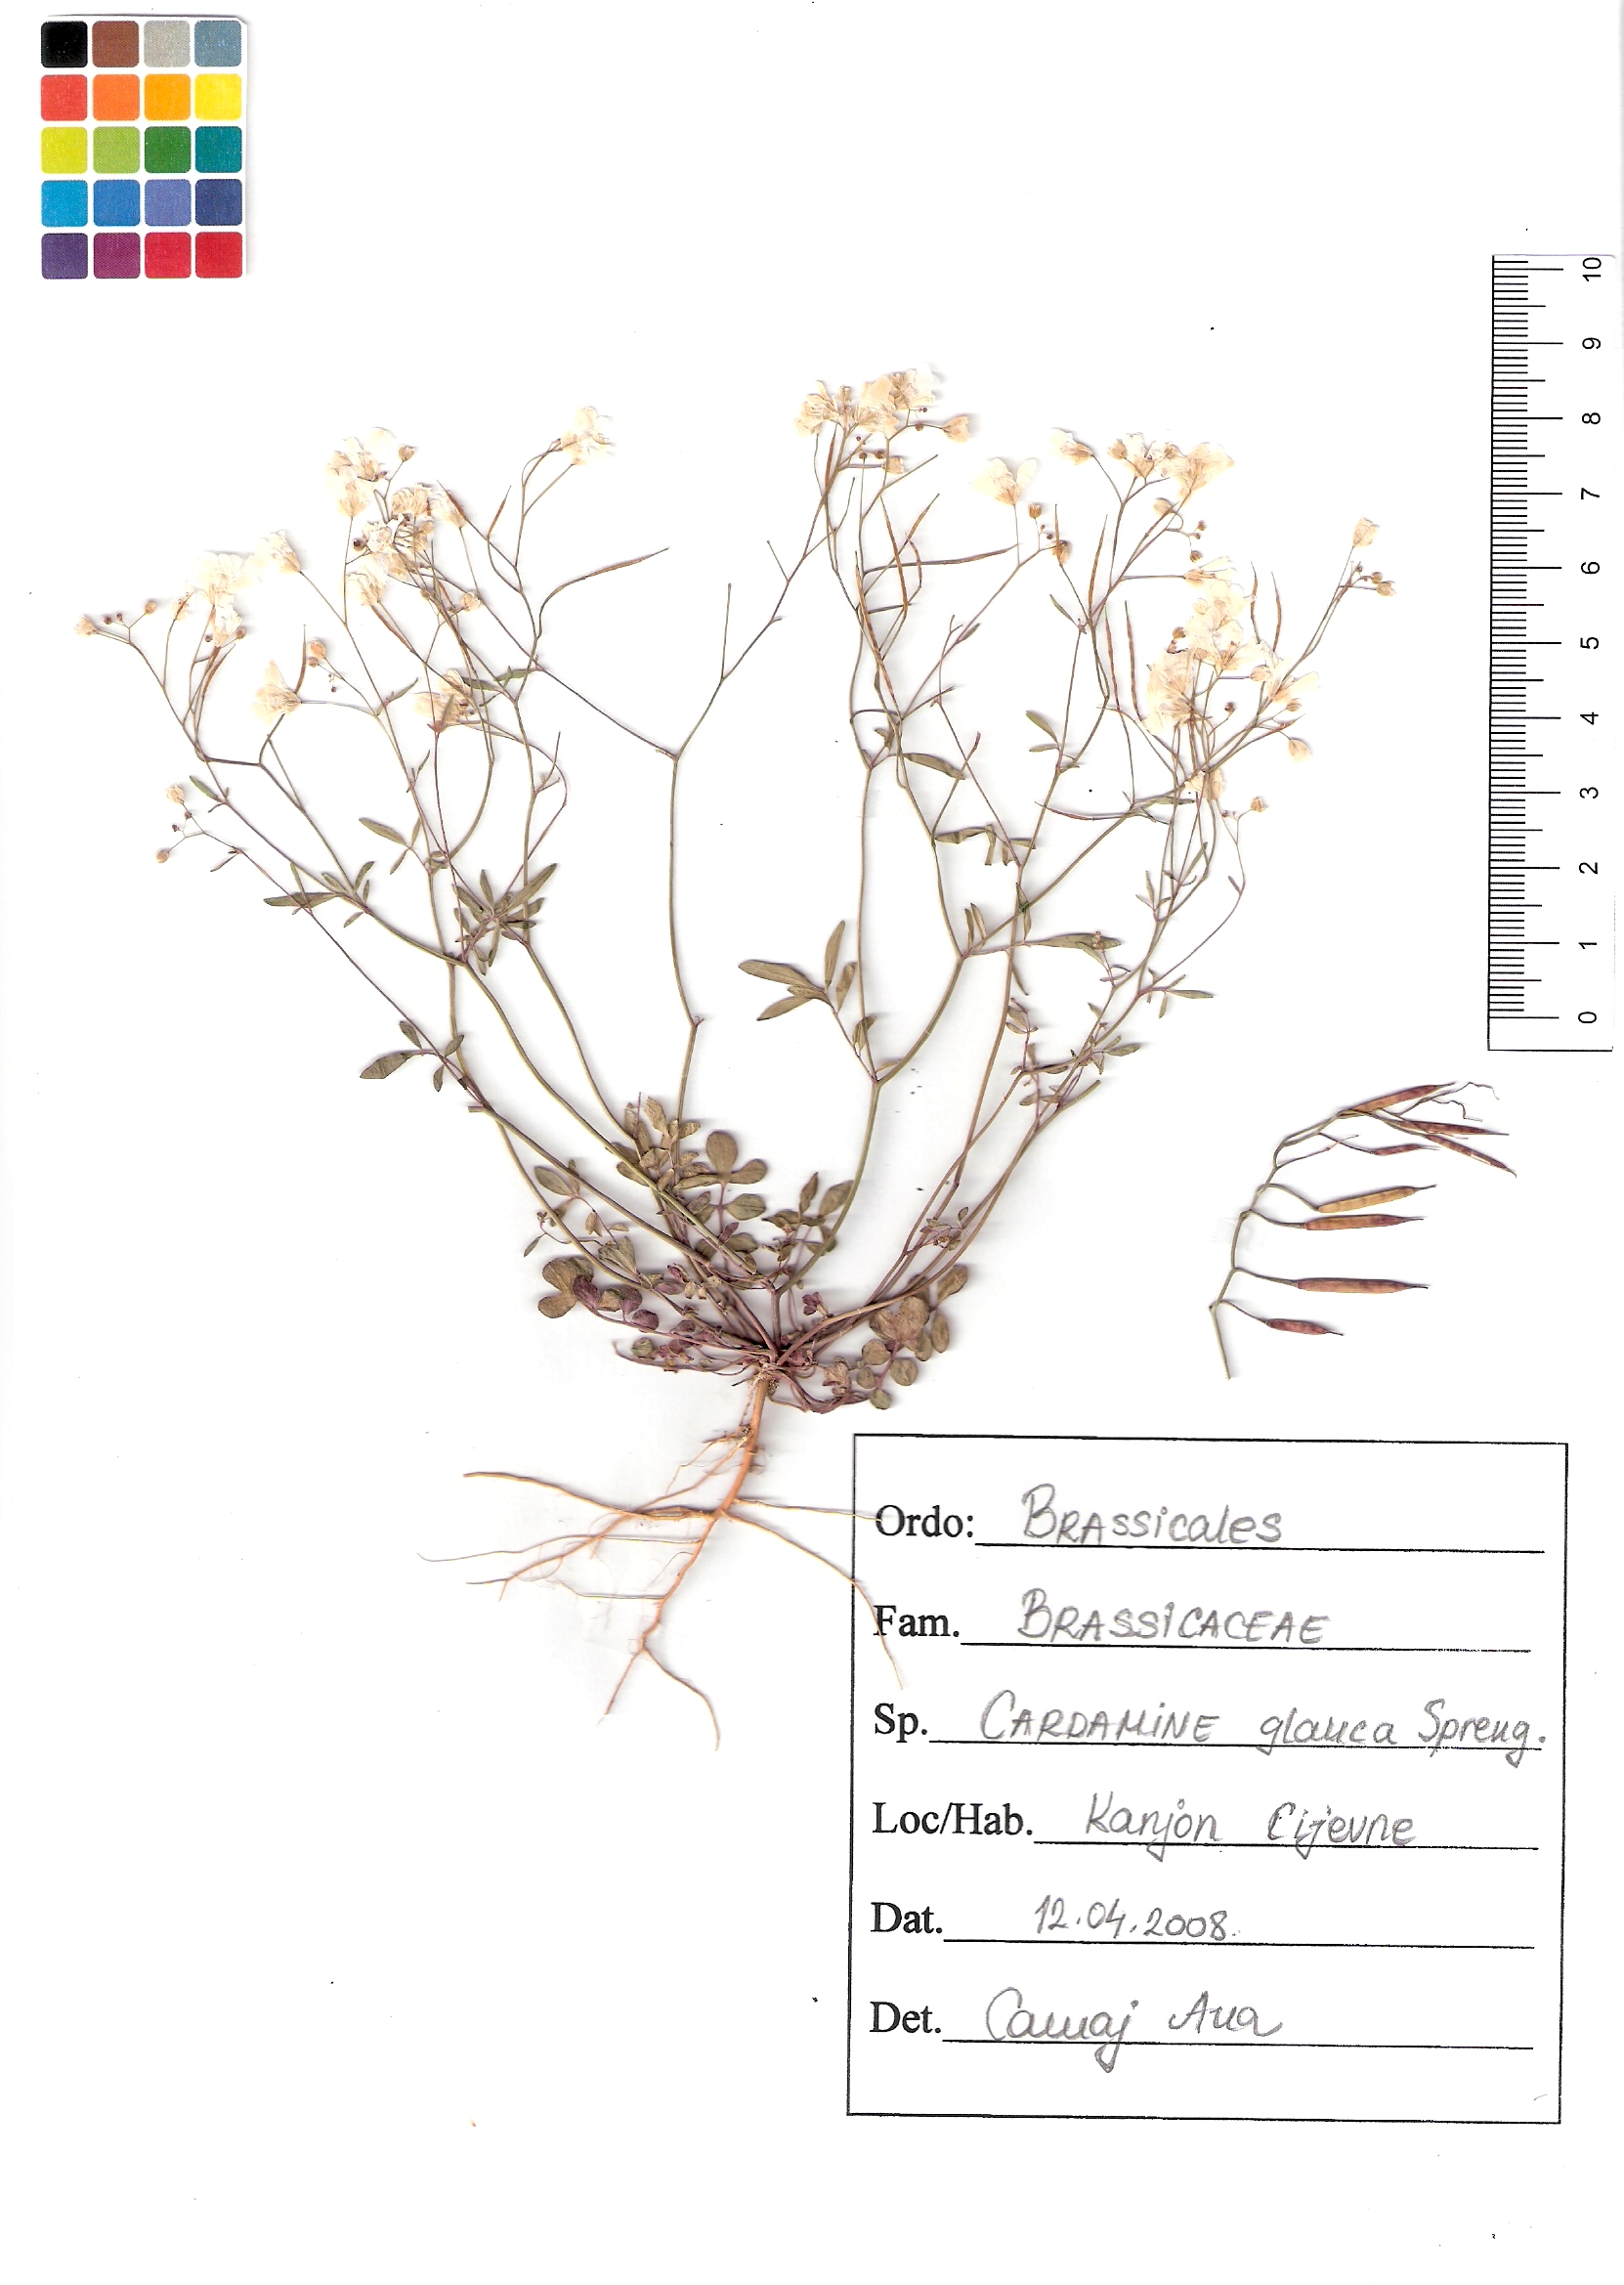 10
9
8
7
6
5
4
3
2
1
0
Ordo: BRASSicales
Fam. BRASSiCACEAE
Sp. CARDAMiNE glauca Spreng.
Loc/Hab. Kanjon Cijevne
Dat. 12.04.2008.
Det. Camaj Ana